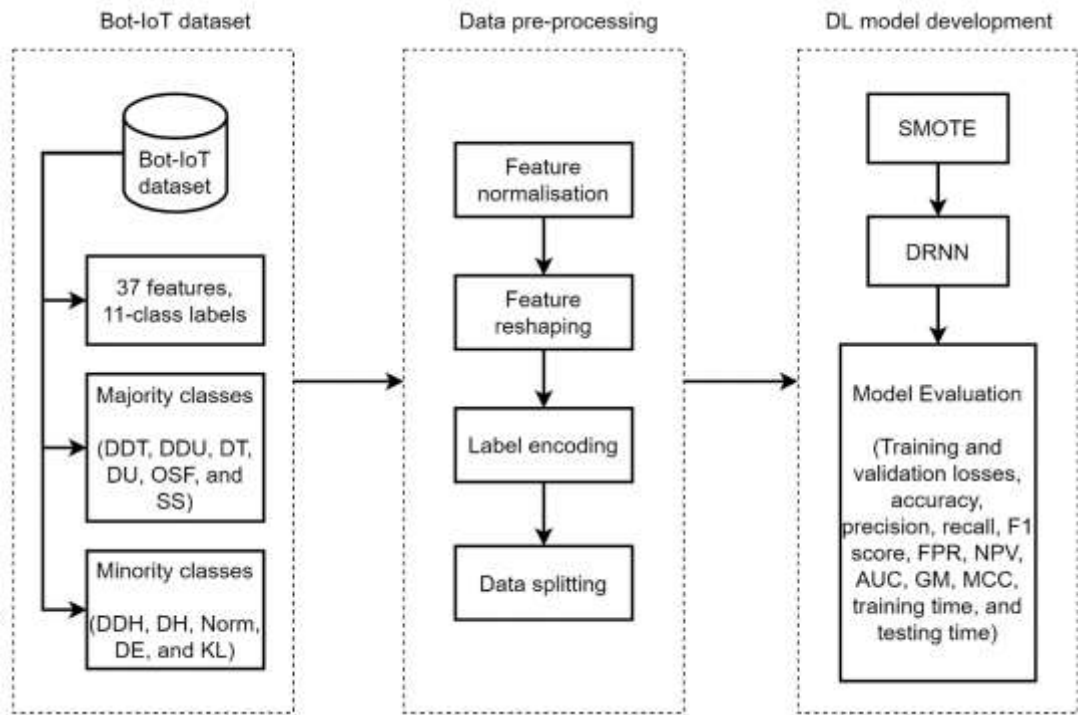 Bot-IoT dataset
Bot-IoT
dataset
37 features,
11-class labels
Majority classes
(DDT, DDU, DT,
DU, OSF, and
SS)
Minority classes
(DDH, DH, Norm,
DE, and KL)
Data pre-processing
Feature
normalisation
Feature
reshaping
Label encoding
Data splitting
DL model development
SMOTE
DRNN
Model Evaluation
(Training and
validation losses,
accuracy,
precision, recall, F1
score, FPR, NPV,
AUC, GM, MCC,
training time, and
testing time)